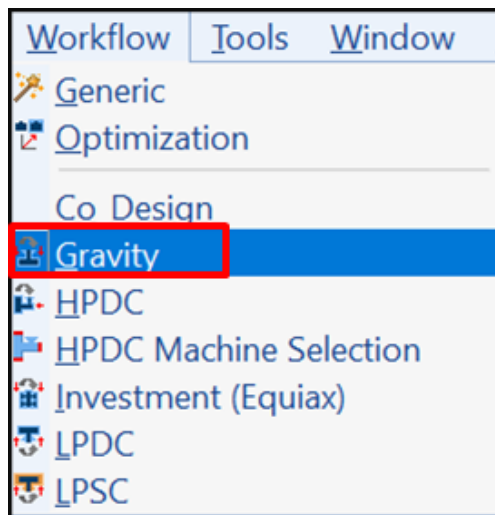 Workflow Tools Window
Generic
Optimization
Co Design
Gravity
HPDC
HPDC Machine Selection
Investment (Equiax)
LPDC
LPSC